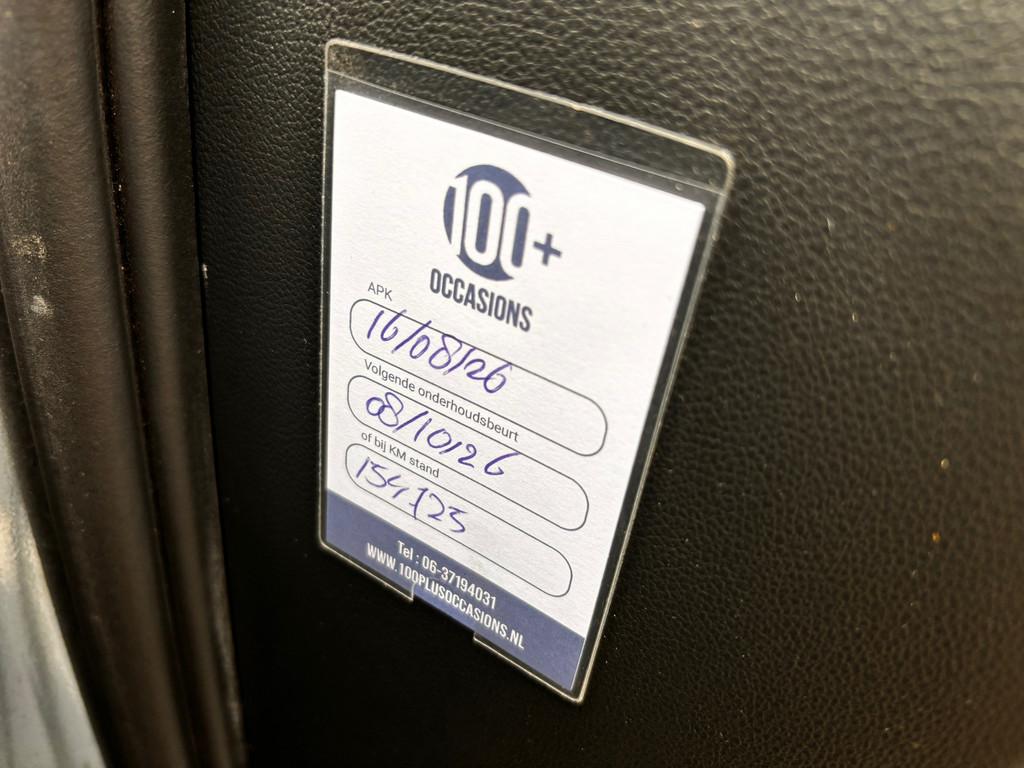 100+
OCCASIONS
APK
16/08/26
Volgende onderhoudsbeurt
08/10/26
of bij KM stand
154725
Tel : 06-37194031
WWW.100PLUSOCCASIONS.NL